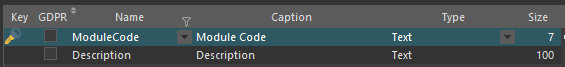 Key GDPR Name Caption Type Size
ModuleCode Module Code Text 7
Description Description Text 100